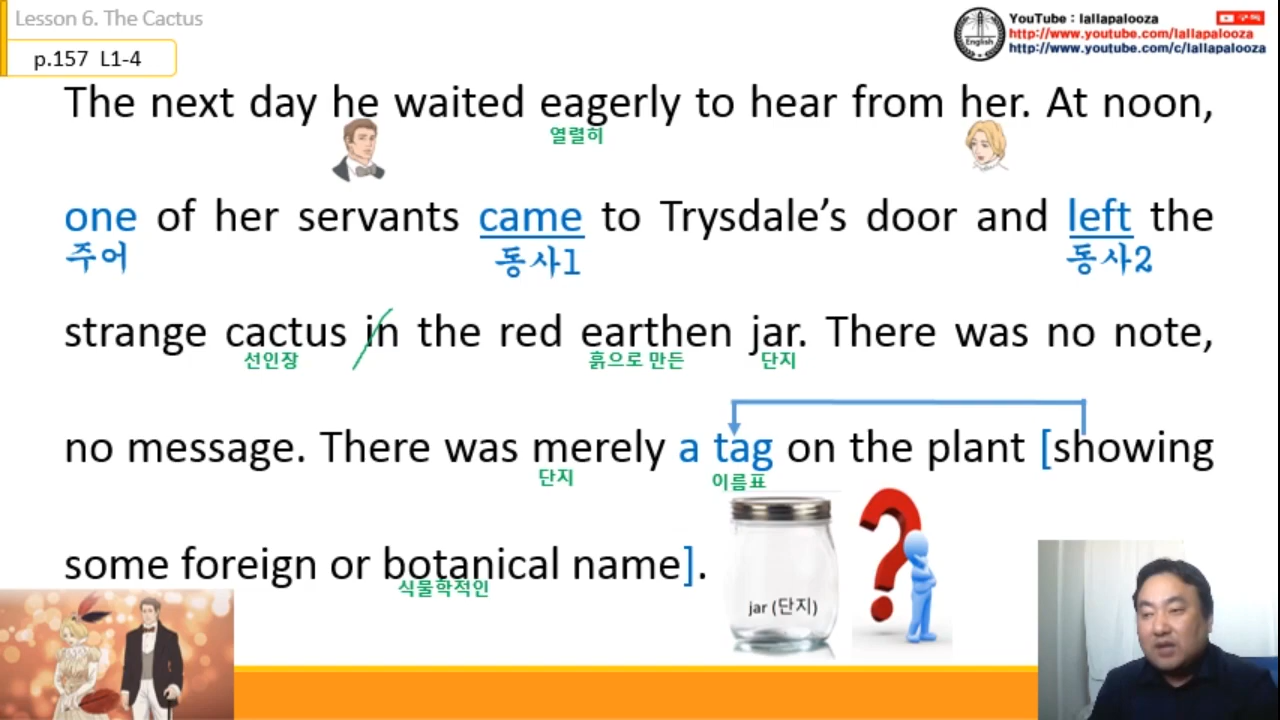 Lesson 6. The Cactus
p.157 L1-4
YouTube : lallapalooza
구독
http://www.youtube.com/lallapalooza
http://www.youtube.com/c/lallapalooza
English
The next day he waited eagerly to hear from her. At noon,
열렬히
one of her servants came to Trysdale’s door and left the
주어 동사1 동사2
strange cactus in the red earthen jar. There was no note,
선인장 흙으로 만든 단지
no message. There was merely a tag on the plant [showing
단지 이름표
some foreign or botanical name].
식물학적인
jar (단지)